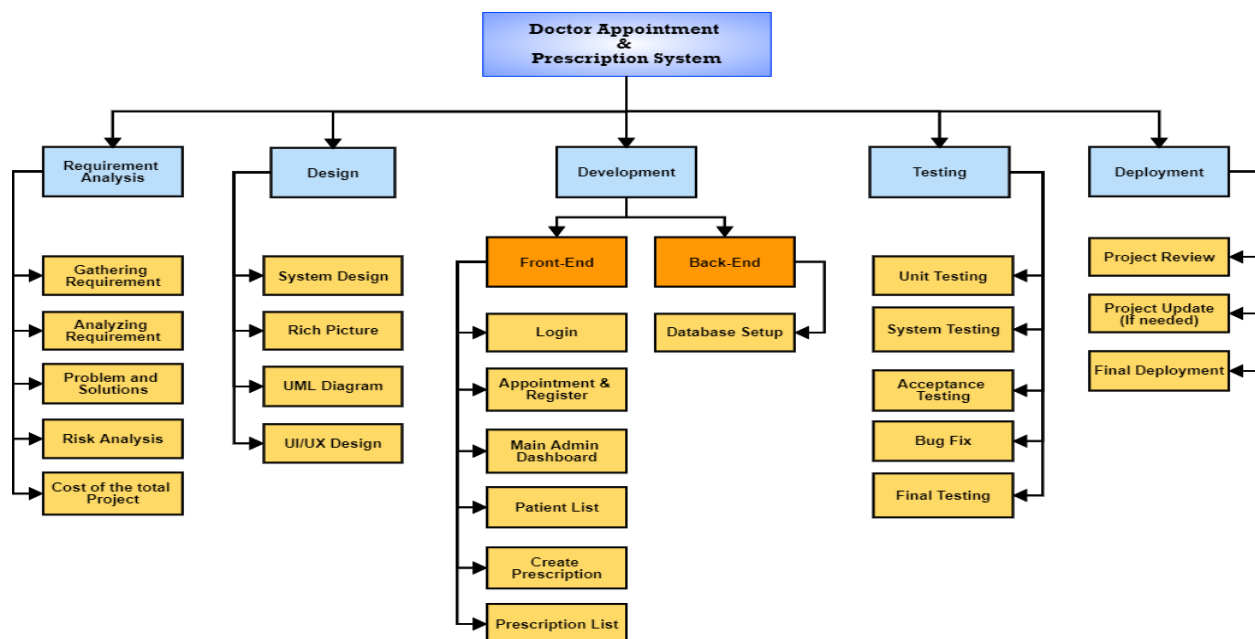 Doctor Appointment
&
Prescription System
Requirement
Analysis
Design
Development
Testing
Deployment
Front-End
Back-End
Gathering
Requirement
Analyzing
Requirement
Problem and
Solutions
Risk Analysis
Cost of the total
Project
System Design
Rich Picture
UML Diagram
UI/UX Design
Login
Appointment &
Register
Main Admin
Dashboard
Patient List
Create
Prescription
Prescription List
Database Setup
Unit Testing
System Testing
Acceptance
Testing
Bug Fix
Final Testing
Project Review
Project Update
(If needed)
Final Deployment